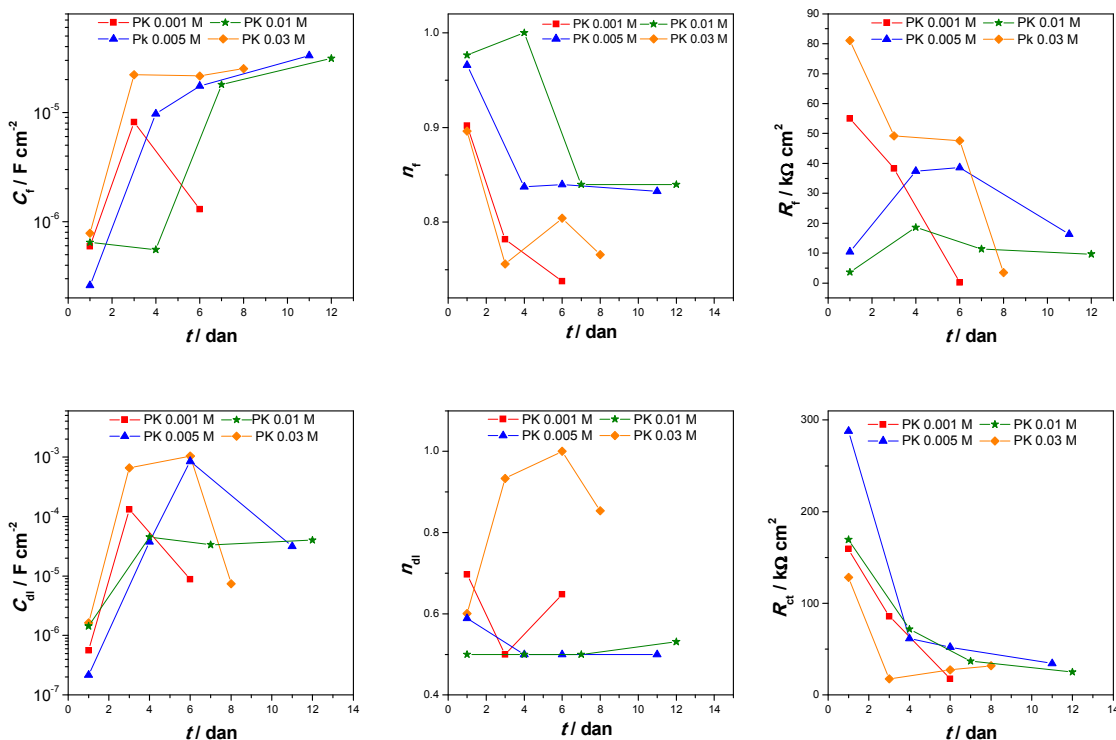 PK 0.001 M PK 0.01 M
PK 0.005 M PK 0.03 M
10⁻⁵
10⁻⁶
C_f / F cm⁻²
0 2 4 6 8 10 12 14
t / dan
PK 0.001 M PK 0.01 M
PK 0.005 M PK 0.03 M
1.0
0.9
0.8
n_f
0 2 4 6 8 10 12 14
t / dan
PK 0.001 M PK 0.01 M
PK 0.005 M Pk 0.03 M
90
80
70
60
50
40
30
20
10
0
R_f / kΩ cm²
0 2 4 6 8 10 12
t / dan
PK 0.001 M PK 0.01 M
PK 0.005 M PK 0.03 M
10⁻³
10⁻⁴
10⁻⁵
10⁻⁶
10⁻⁷
C_dl / F cm⁻²
0 2 4 6 8 10 12 14
t / dan
PK 0.001 M PK 0.01 M
PK 0.005 M PK 0.03 M
1.0
0.8
0.6
0.4
n_dl
0 2 4 6 8 10 12 14
t / dan
PK 0.001 M PK 0.01 M
PK 0.005 M PK 0.03 M
300
200
100
0
R_ct / kΩ cm²
0 2 4 6 8 10 12 14
t / dan